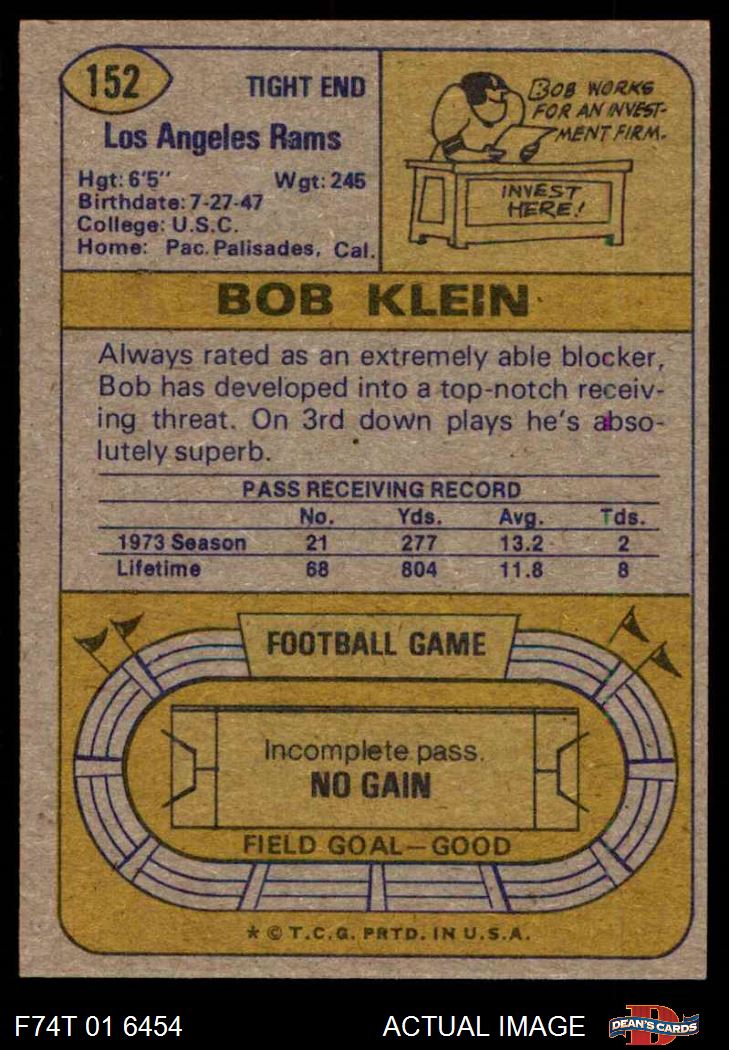 152
TIGHT END
Los Angeles Rams
Hgt: 6'5" Wgt: 245
Birthdate: 7-27-47
College: U.S.C.
Home: Pac. Palisades, Cal.
BOB WORKS
FOR AN INVEST-
MENT FIRM.
INVEST
HERE!
BOB KLEIN
Always rated as an extremely able blocker,
Bob has developed into a top-notch receiv-
ing threat. On 3rd down plays he's abso-
lutely superb.
PASS RECEIVING RECORD
No. Yds. Avg. Tds.
1973 Season 21 277 13.2 2
Lifetime 68 804 11.8 8
FOOTBALL GAME
Incomplete pass.
NO GAIN
FIELD GOAL—GOOD
* © T.C.G. PRTD. IN U.S.A.
F74T 01 6454 ACTUAL IMAGE
D
DEAN'S CARDS